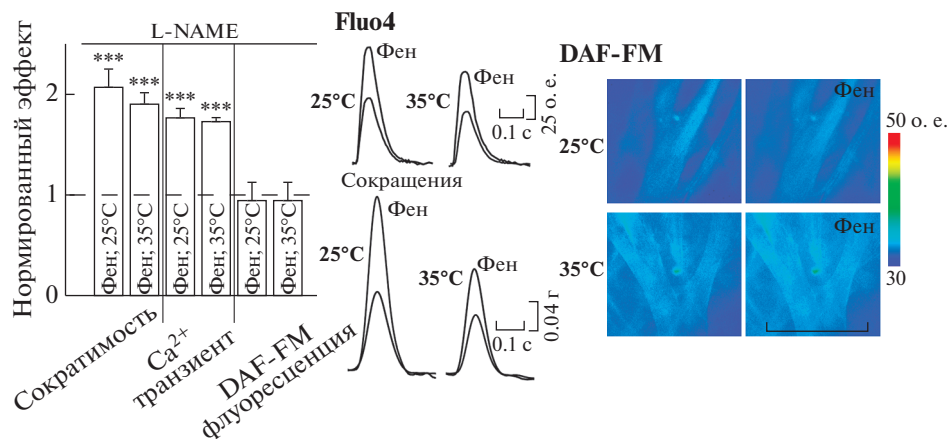 L-NAME
Нормированный эффект
2
1
0
***
***
***
***
Фен; 25°C
Фен; 35°C
Фен; 25°C
Фен; 35°C
Фен; 25°C
Фен; 35°C
Сократимость
Ca2+
транзиент
DAF-FM
флуоресценция
Fluo4
Фен
25°C
Фен
35°C
0.1 с
25 о. е.
Сокращения
Фен
25°C
Фен
35°C
0.1 с
0.04 г
DAF-FM
Фен
25°C
Фен
35°C
50 о. е.
30